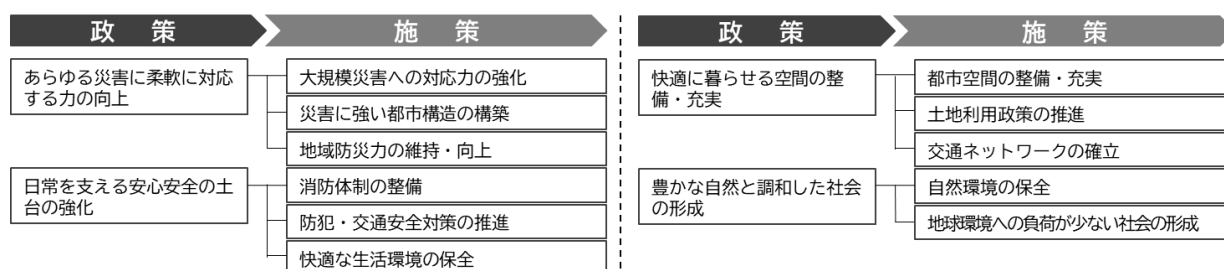 政　策
施　策
あらゆる災害に柔軟に対応
する力の向上
大規模災害への対応力の強化
災害に強い都市構造の構築
地域防災力の維持・向上
日常を支える安心安全の土
台の強化
消防体制の整備
防犯・交通安全対策の推進
快適な生活環境の保全
政　策
施　策
快適に暮らせる空間の整
備・充実
都市空間の整備・充実
土地利用政策の推進
交通ネットワークの確立
豊かな自然と調和した社会
の形成
自然環境の保全
地球環境への負荷が少ない社会の形成